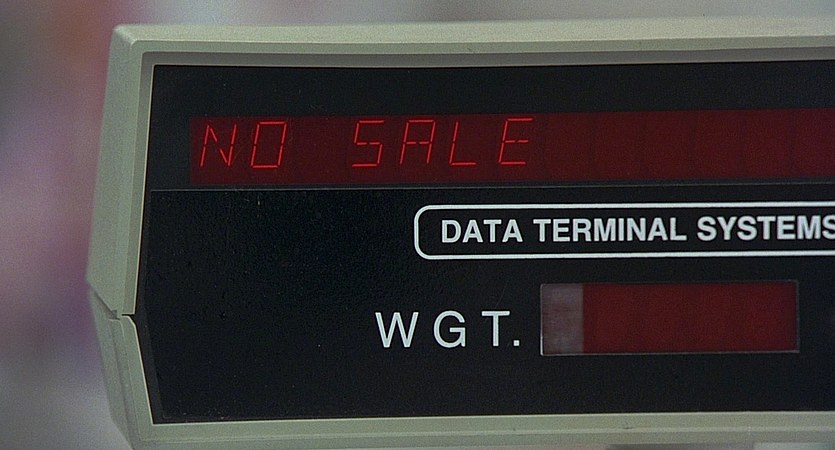 NO SALE
DATA TERMINAL SYSTEMS
WGT.